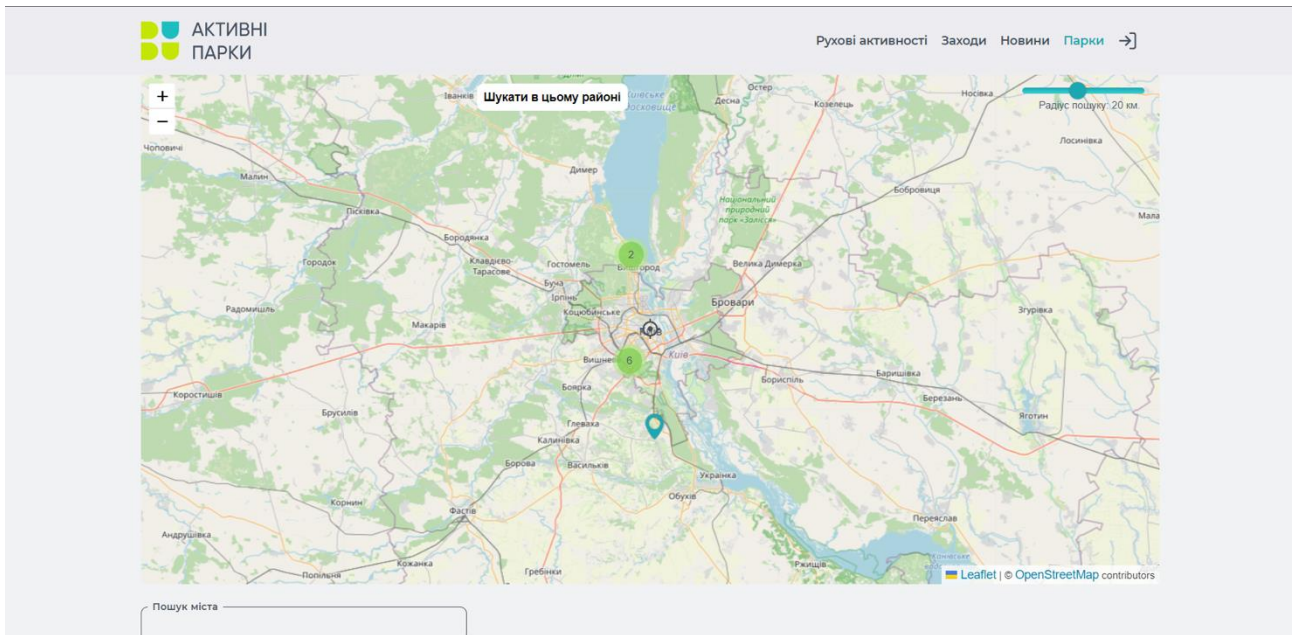 АКТИВНІ
ПАРКИ
Рухові активності Заходи Новини Парки
+
−
Шукати в цьому районі
Радіус пошуку: 20 км.
Іванків
Остер
Десна
Козелець
Носівка
Лосинівка
Чоповичі
Малин
Димер
Національний
природний
парк «Залісся»
Бобровиця
Пісківка
Мала
Бородянка
Клавдієво
Тарасове
Гостомель
2
Велика Димерка
Городок
Буча
Ірпінь
Коцюбинське
Бровари
Радомишль
Макарів
Згурівка
Київ
6
Бориспіль
Баришівка
Коростишів
Боярка
Березань
Брусилів
Яготин
Глеваха
Калинівка
Борова
Васильків
Українка
Корнин
Обухів
Фастів
Переяслав
Андрушівка
Кожанка
Попільня
Гребінки
Ржищів
Leaflet | © OpenStreetMap contributors
Пошук міста